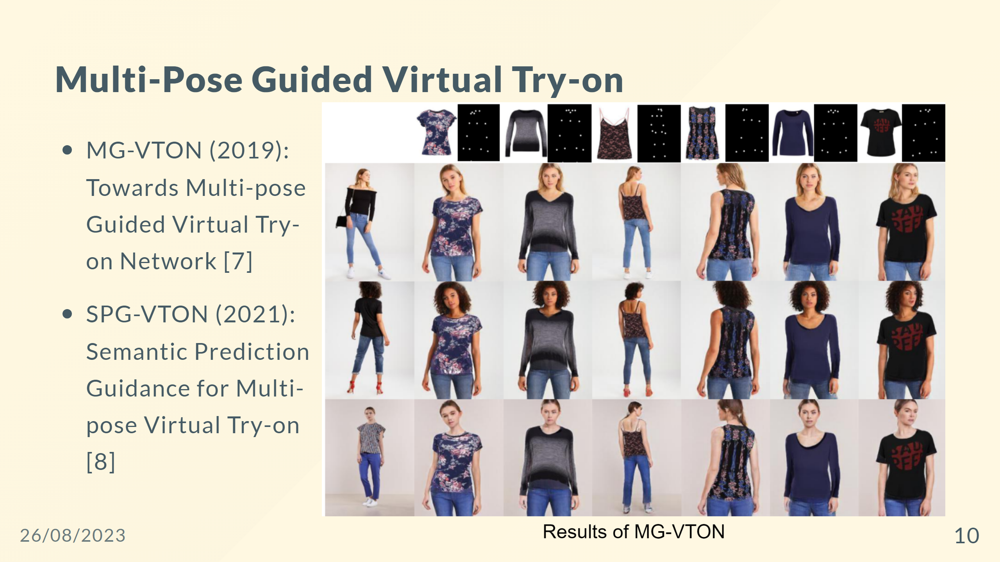 Multi-Pose Guided Virtual Try-on
• MG-VTON (2019):
Towards Multi-pose
Guided Virtual Try-
on Network [7]
• SPG-VTON (2021):
Semantic Prediction
Guidance for Multi-
pose Virtual Try-on
[8]
Results of MG-VTON
26/08/2023
10